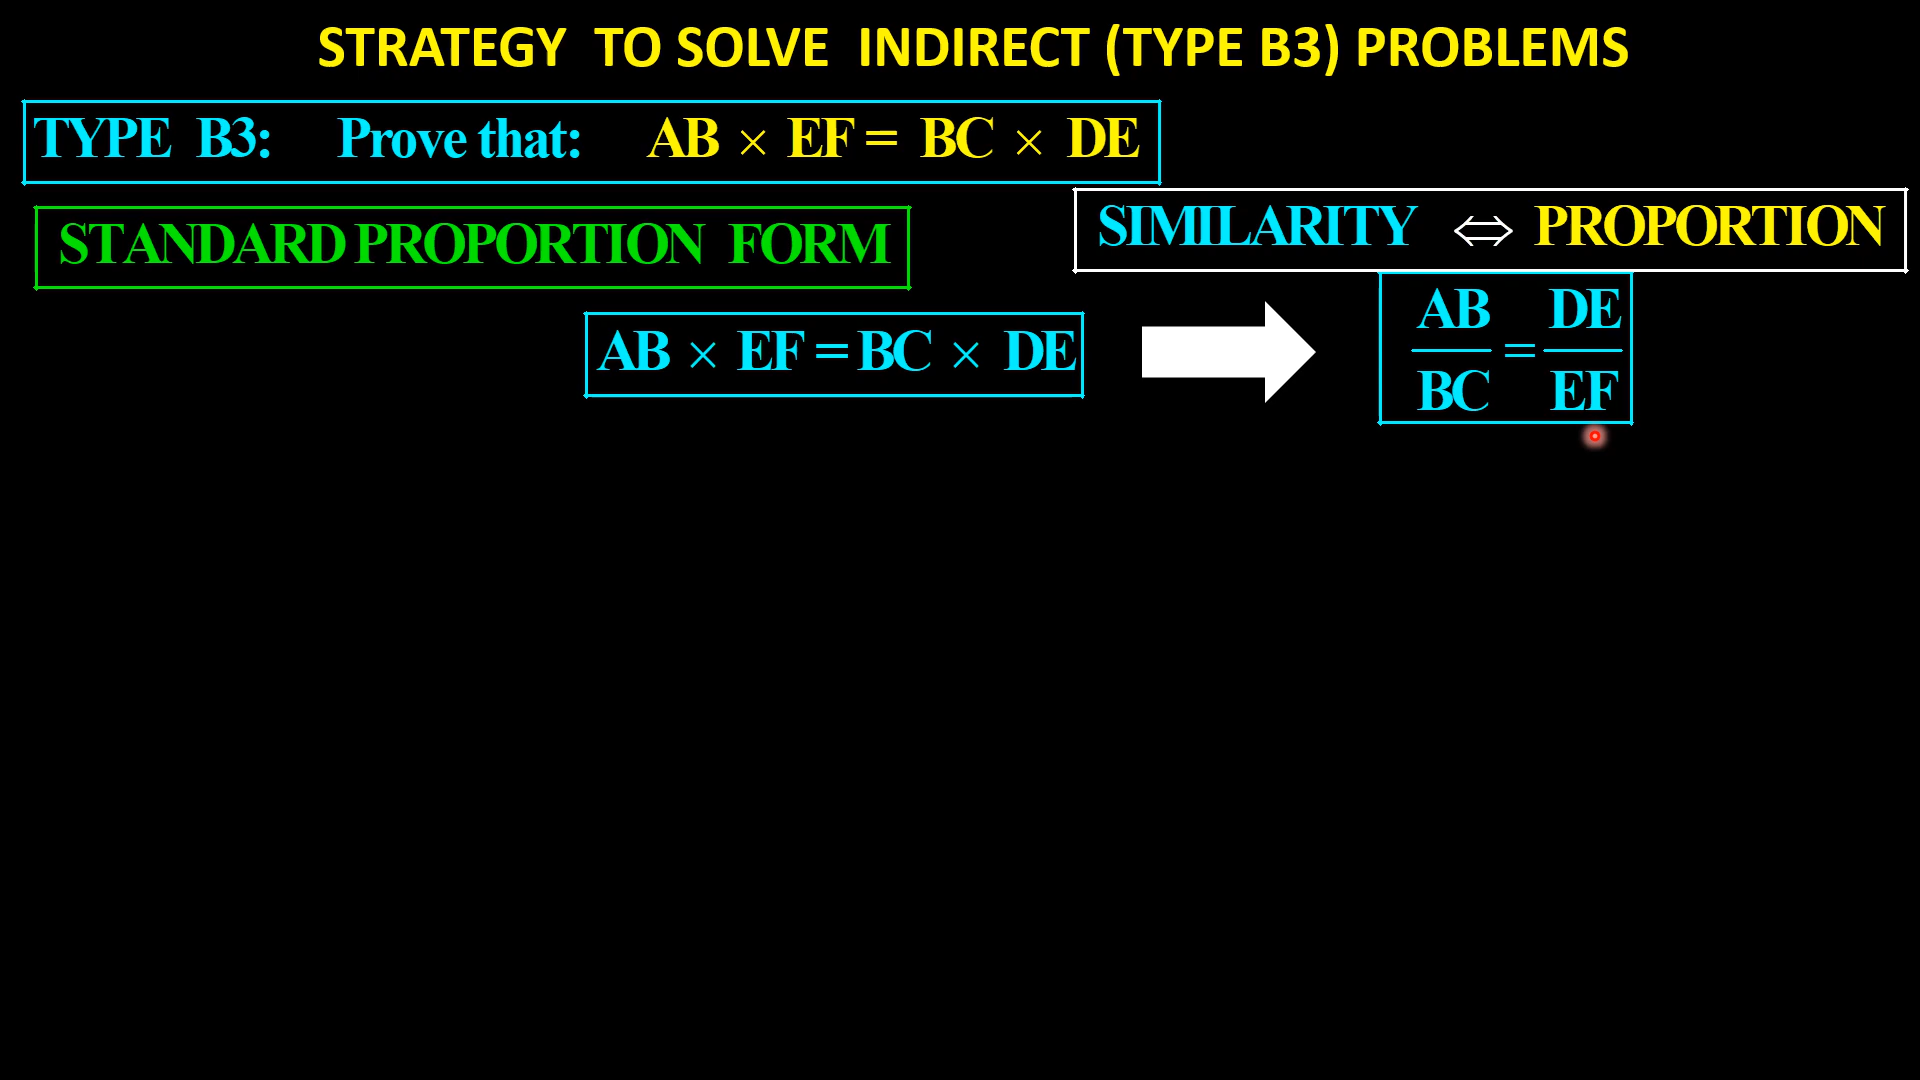 STRATEGY TO SOLVE INDIRECT (TYPE B3) PROBLEMS
TYPE B3: Prove that: AB × EF = BC × DE
STANDARD PROPORTION FORM
SIMILARITY ⇔ PROPORTION
AB × EF = BC × DE
AB/BC = DE/EF